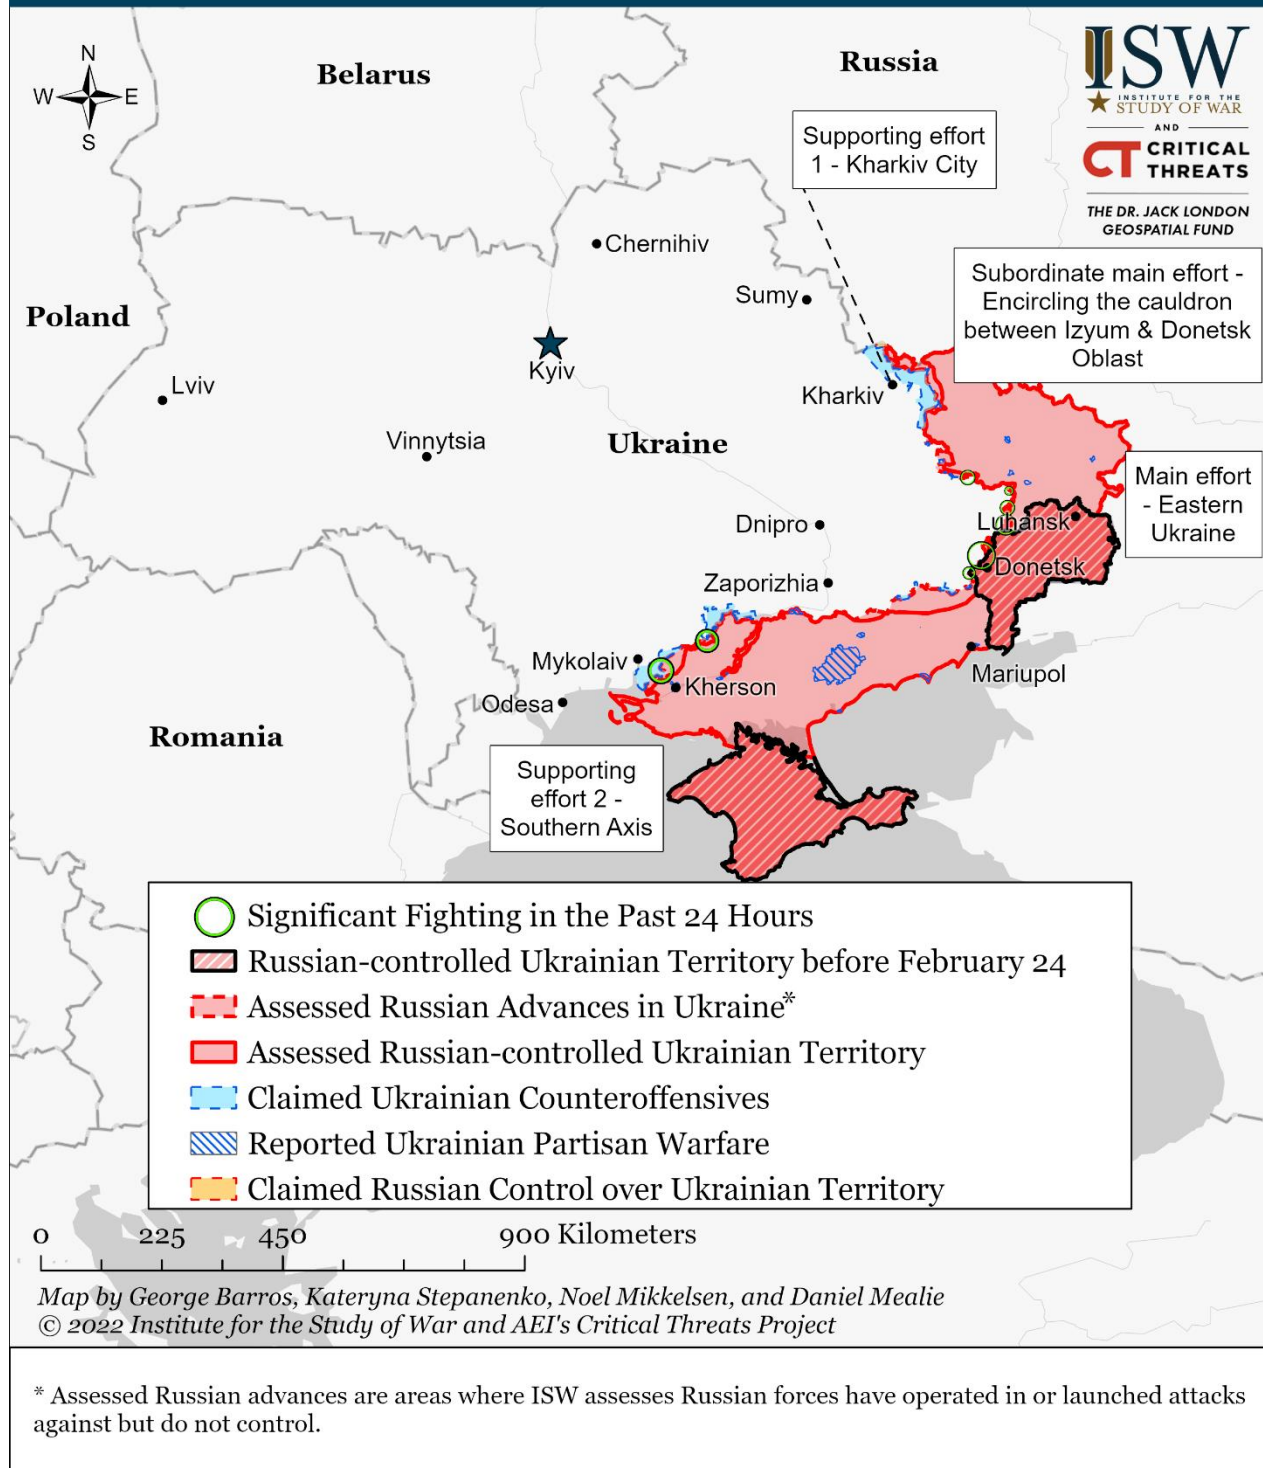 N
W
E
S
Belarus
Russia
ISW
INSTITUTE FOR THE
STUDY OF WAR
AND
CT CRITICAL
THREATS
THE DR. JACK LONDON
GEOSPATIAL FUND
Supporting effort
1 - Kharkiv City
Chernihiv
Subordinate main effort -
Encircling the cauldron
between Izyum & Donetsk
Oblast
Sumy
Poland
Kyiv
Lviv
Kharkiv
Vinnytsia
Ukraine
Main effort
- Eastern
Ukraine
Dnipro
Luhansk
Donetsk
Zaporizhia
Mykolaiv
Mariupol
Kherson
Odesa
Romania
Supporting
effort 2 -
Southern Axis
Significant Fighting in the Past 24 Hours
Russian-controlled Ukrainian Territory before February 24
Assessed Russian Advances in Ukraine*
Assessed Russian-controlled Ukrainian Territory
Claimed Ukrainian Counteroffensives
Reported Ukrainian Partisan Warfare
Claimed Russian Control over Ukrainian Territory
0 225 450 900 Kilometers
Map by George Barros, Kateryna Stepanenko, Noel Mikkelsen, and Daniel Mealie
© 2022 Institute for the Study of War and AEI's Critical Threats Project
* Assessed Russian advances are areas where ISW assesses Russian forces have operated in or launched attacks
against but do not control.